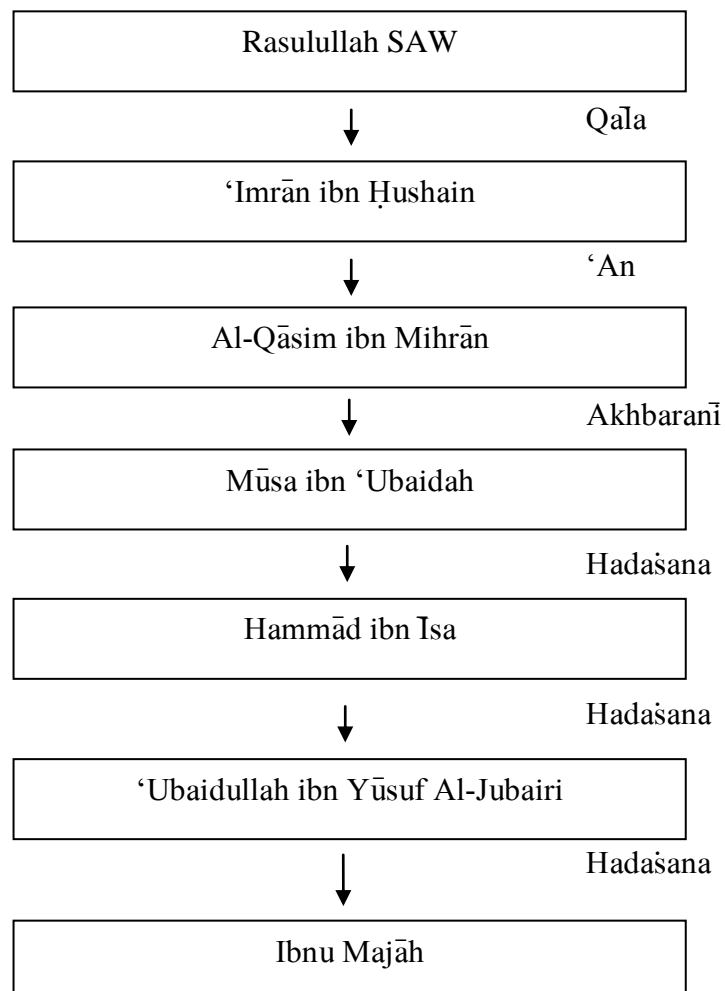 Rasulullah SAW
Qāla
‘Imrān ibn Ḥushain
‘An
Al-Qāsim ibn Mihrān
Akhbaranī
Mūsa ibn ‘Ubaidah
Hadaṡana
Hammād ibn Īsa
Hadaṡana
‘Ubaidullah ibn Yūsuf Al-Jubairi
Hadaṡana
Ibnu Majāh